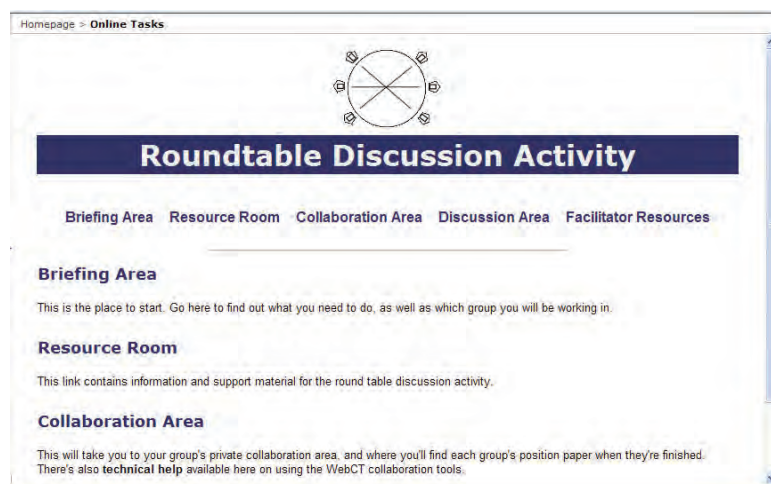 Homepage > Online Tasks
Roundtable Discussion Activity
Briefing Area Resource Room Collaboration Area Discussion Area Facilitator Resources
Briefing Area
This is the place to start. Go here to find out what you need to do, as well as which group you will be working in.
Resource Room
This link contains information and support material for the round table discussion activity.
Collaboration Area
This will take you to your group's private collaboration area, and where you'll find each group's position paper when they're finished.
There's also technical help available here on using the WebCT collaboration tools.